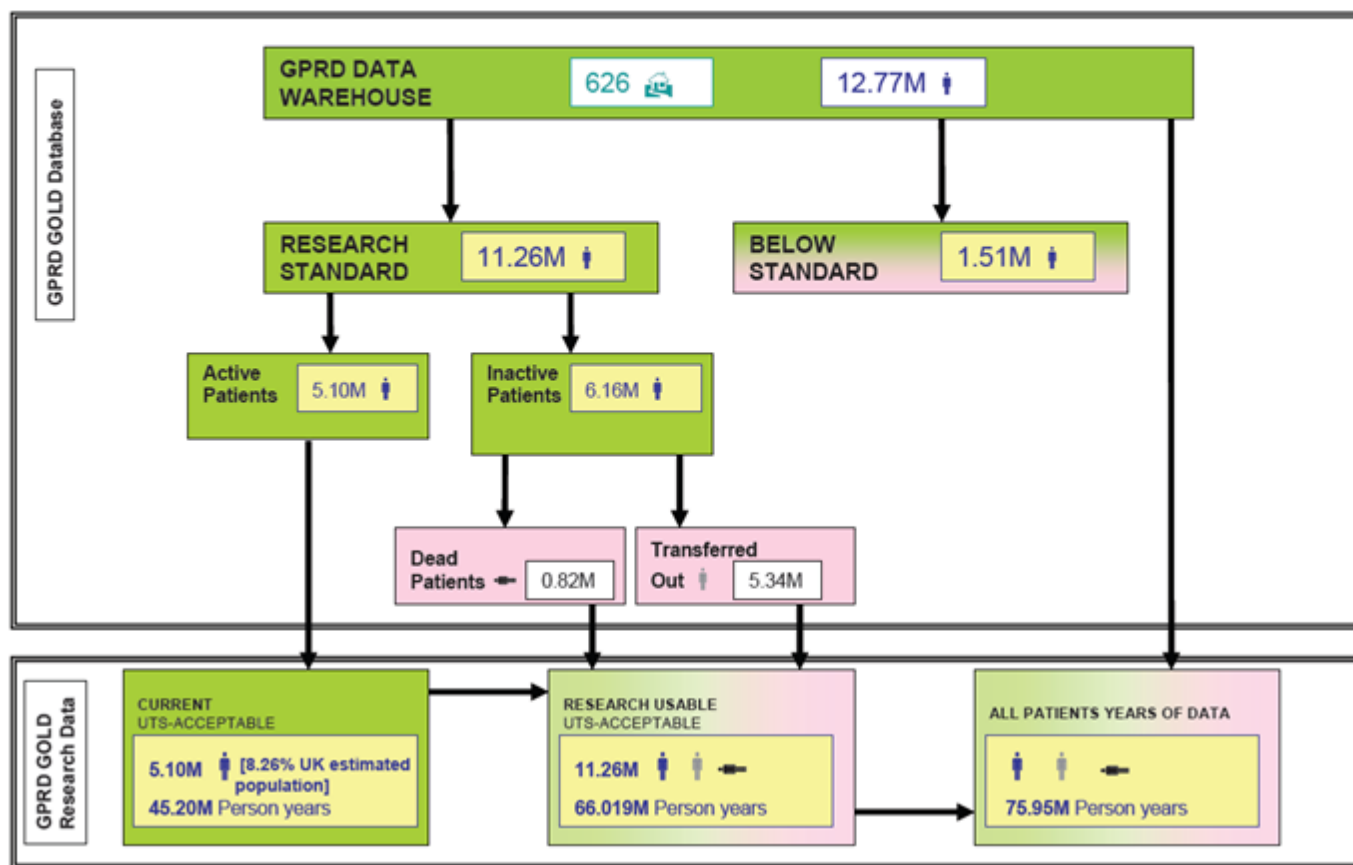 GPRD GOLD Database
GPRD DATA
WAREHOUSE
626
12.77M
RESEARCH
STANDARD
11.26M
BELOW
STANDARD
1.51M
Active
Patients
5.10M
Inactive
Patients
6.16M
Dead
Patients
0.82M
Transferred
Out
5.34M
GPRD GOLD
Research Data
CURRENT
UTS-ACCEPTABLE
5.10M [8.26% UK estimated
population]
45.20M Person years
RESEARCH USABLE
UTS-ACCEPTABLE
11.26M
66.019M Person years
ALL PATIENTS YEARS OF DATA
75.95M Person years